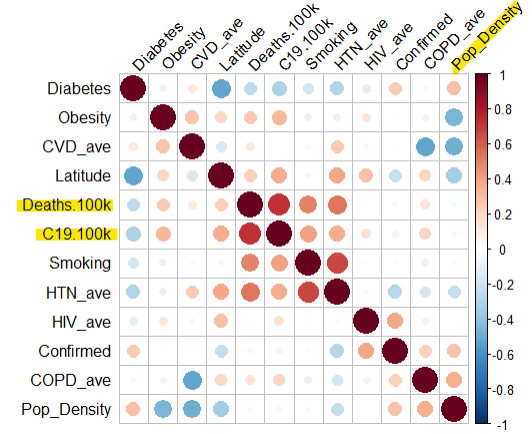 Diabetes
Obesity
CVD_ave
Latitude
Deaths.100k
C19.100k
Smoking
HTN_ave
HIV_ave
Confirmed
COPD_ave
Pop_Density
Diabetes
Obesity
CVD_ave
Latitude
Deaths.100k
C19.100k
Smoking
HTN_ave
HIV_ave
Confirmed
COPD_ave
Pop_Density
1
0.8
0.6
0.4
0.2
0
-0.2
-0.4
-0.6
-0.8
-1